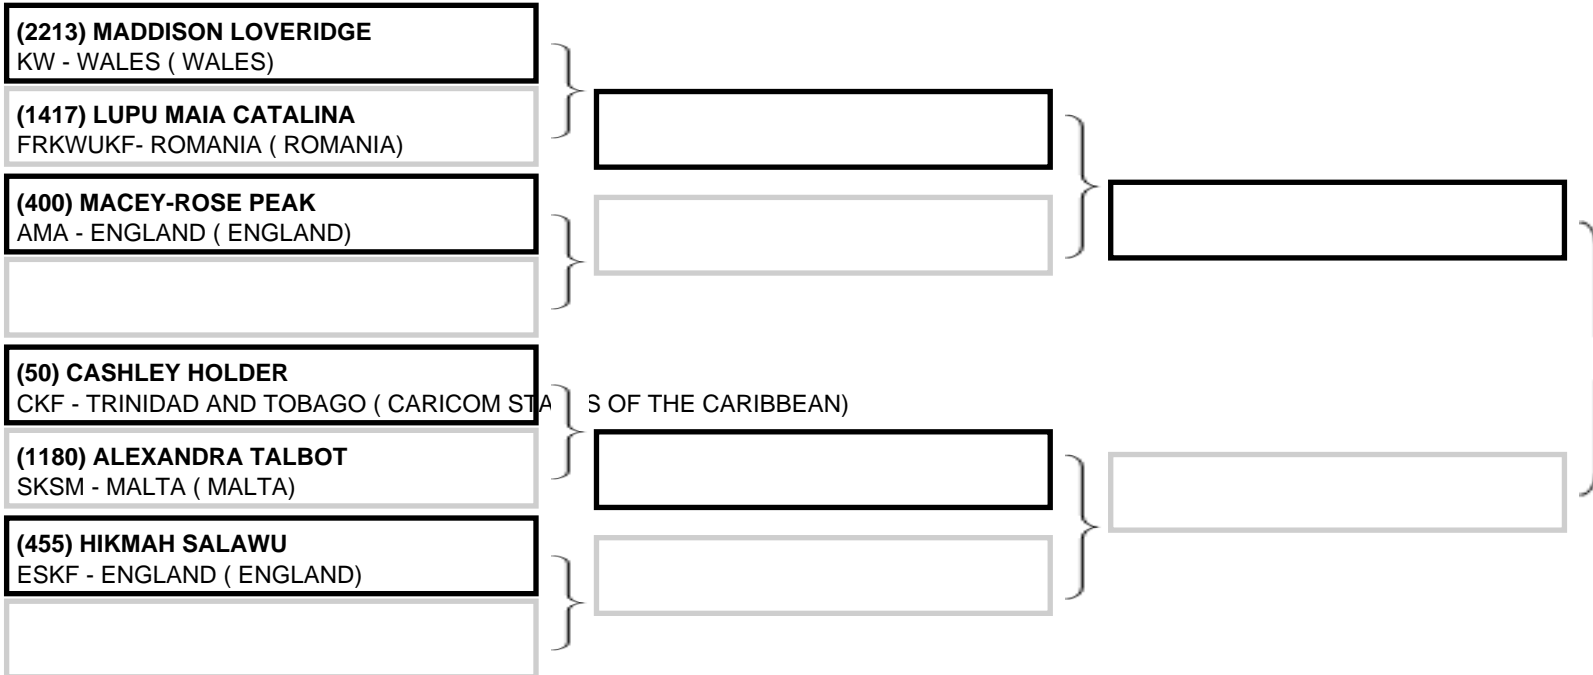 (2213) MADDISON LOVERIDGE
KW - WALES ( WALES)
(1417) LUPU MAIA CATALINA
FRKWUKF- ROMANIA ( ROMANIA)
(400) MACEY-ROSE PEAK
AMA - ENGLAND ( ENGLAND)
(50) CASHLEY HOLDER
CKF - TRINIDAD AND TOBAGO ( CARICOM STA S OF THE CARIBBEAN)
(1180) ALEXANDRA TALBOT
SKSM - MALTA ( MALTA)
(455) HIKMAH SALAWU
ESKF - ENGLAND ( ENGLAND)